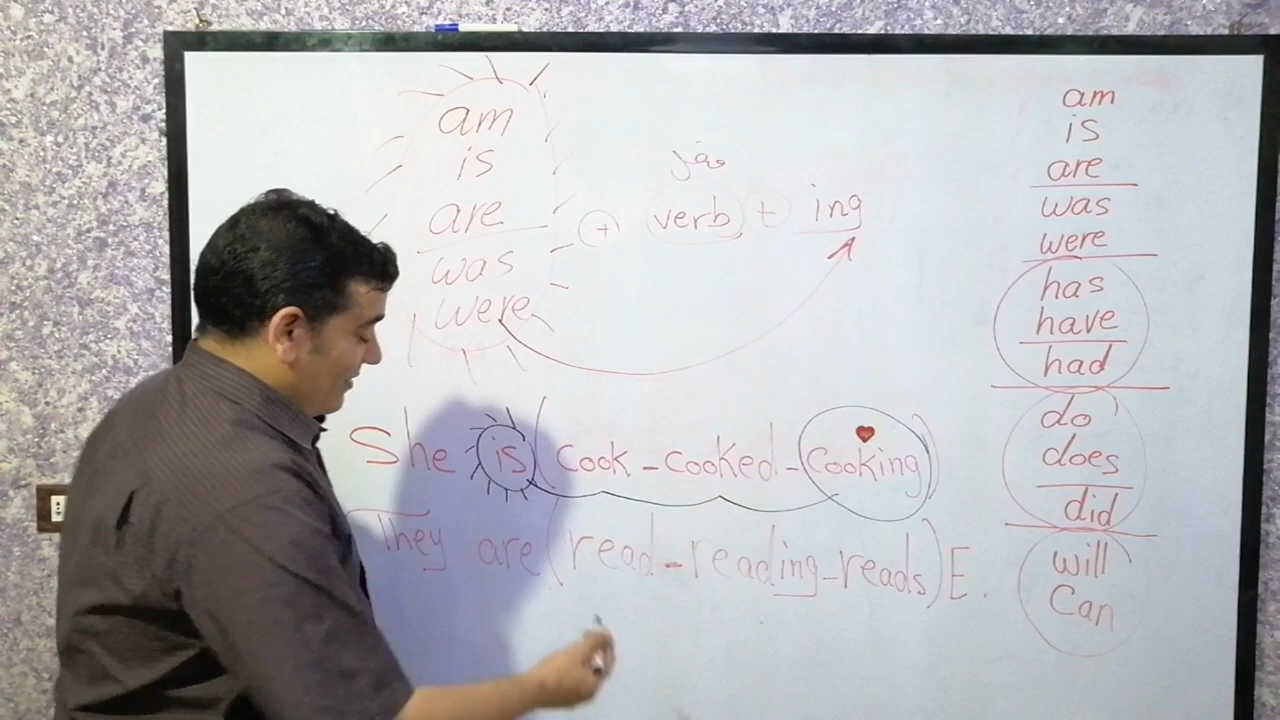 am
is
are
was
were
+ verb + ing
She is (cook - cooked - cooking)
They are (read - reading - reads) E.
am
is
are
was
were
has
have
had
do
does
did
will
Can